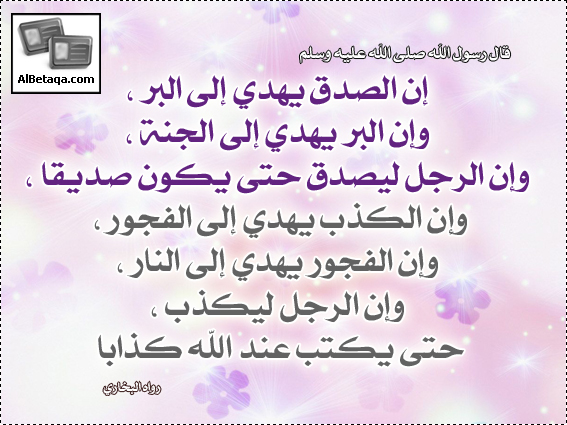 AlBetaqa.com
قال رسول الله صلى الله عليه وسلم
إن الصدق يهدي إلى البر ،
وإن البر يهدي إلى الجنة ،
وإن الرجل ليصدق حتى يكون صديقا ،
وإن الكذب يهدي إلى الفجور ،
وإن الفجور يهدي إلى النار ،
وإن الرجل ليكذب ،
حتى يكتب عند الله كذابا
رواه البخاري